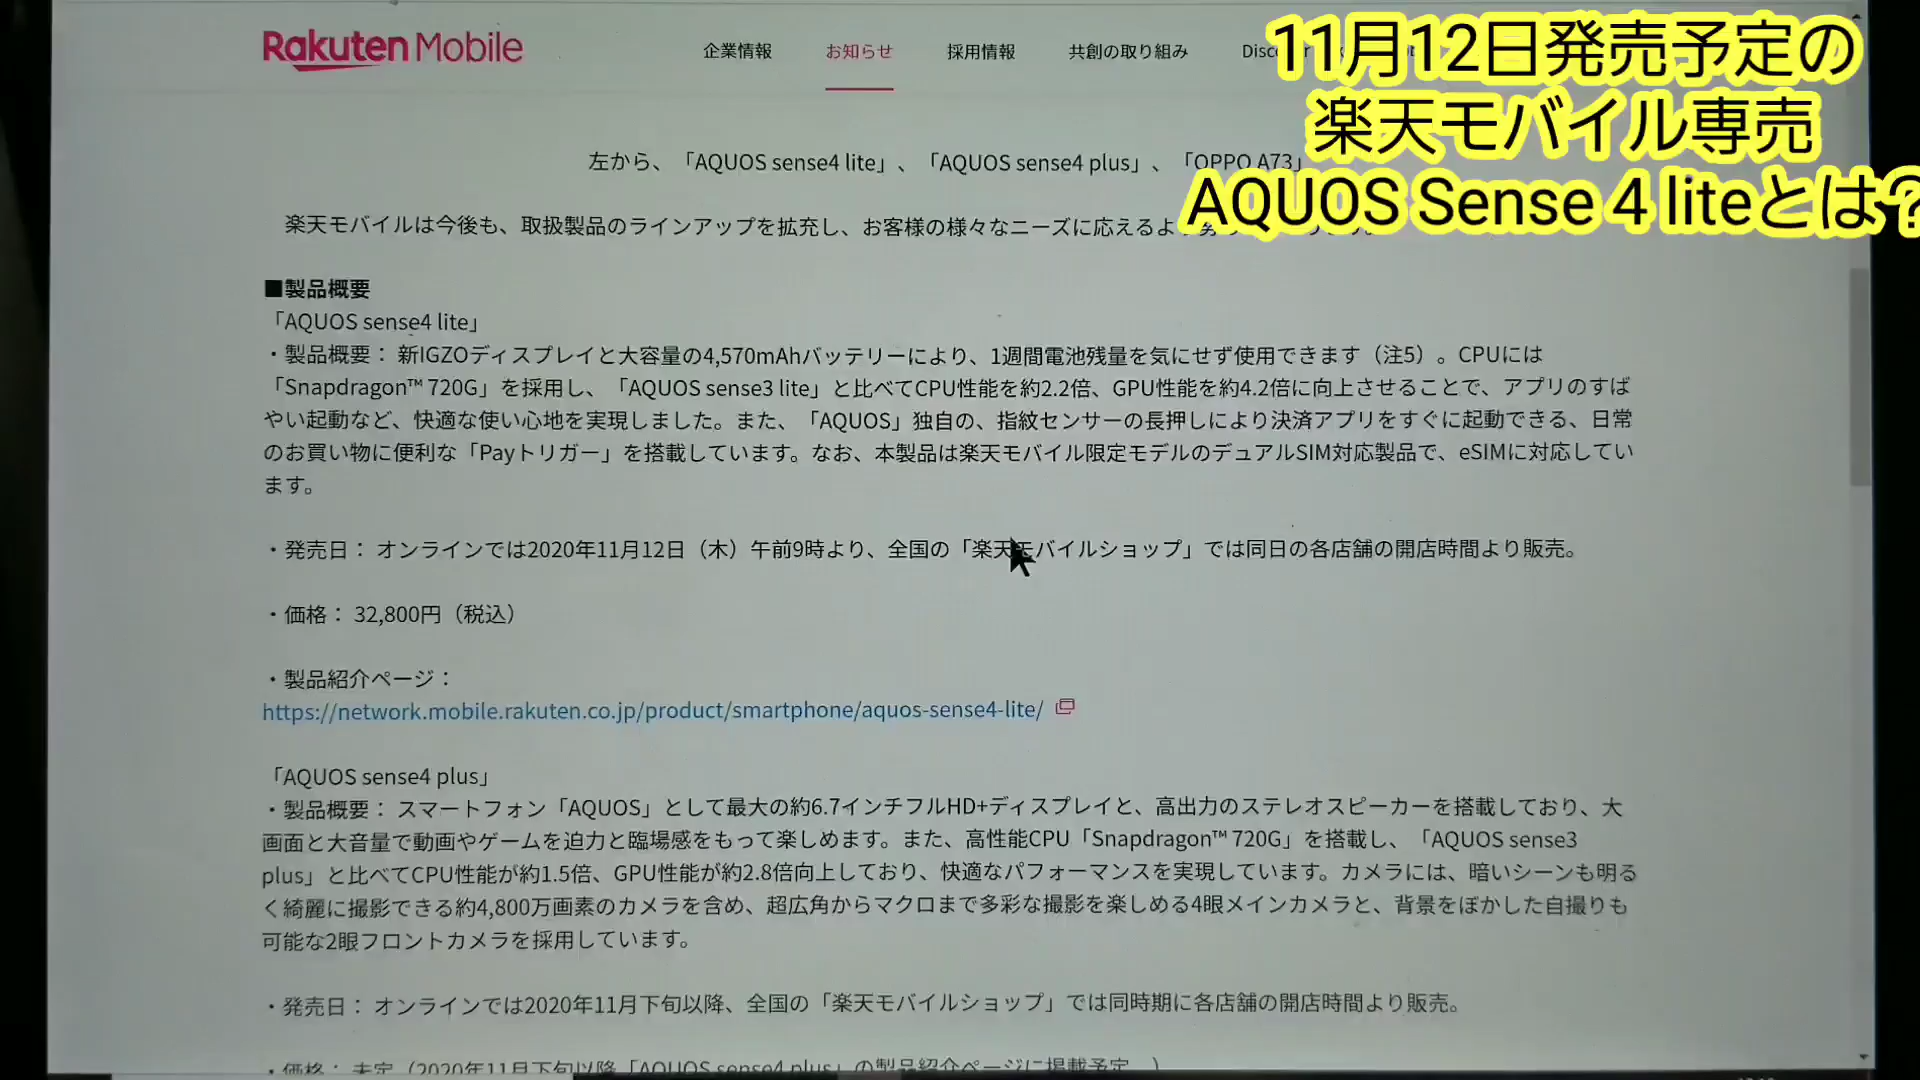 Rakuten Mobile
企業情報 お知らせ 採用情報 共創の取り組み
11月12日発売予定の
楽天モバイル専売
AQUOS Sense 4 liteとは?
左から、「AQUOS sense4 lite」、「AQUOS sense4 plus」、「OPPO A73」
楽天モバイルは今後も、取扱製品のラインアップを拡充し、お客様の様々なニーズに応えるよ
■製品概要
「AQUOS sense4 lite」
・製品概要： 新IGZOディスプレイと大容量の4,570mAhバッテリーにより、1週間電池残量を気にせず使用できます（注5）。CPUには
「Snapdragon™ 720G」を採用し、「AQUOS sense3 lite」と比べてCPU性能を約2.2倍、GPU性能を約4.2倍に向上させることで、アプリのすば
やい起動など、快適な使い心地を実現しました。また、「AQUOS」独自の、指紋センサーの長押しにより決済アプリをすぐに起動できる、日常
のお買い物に便利な「Payトリガー」を搭載しています。なお、本製品は楽天モバイル限定モデルのデュアルSIM対応製品で、eSIMに対応してい
ます。
・発売日： オンラインでは2020年11月12日（木）午前9時より、全国の「楽天モバイルショップ」では同日の各店舗の開店時間より販売。
・価格： 32,800円（税込）
・製品紹介ページ：
https://network.mobile.rakuten.co.jp/product/smartphone/aquos-sense4-lite/
「AQUOS sense4 plus」
・製品概要： スマートフォン「AQUOS」として最大の約6.7インチフルHD+ディスプレイと、高出力のステレオスピーカーを搭載しており、大
画面と大音量で動画やゲームを迫力と臨場感をもって楽しめます。また、高性能CPU「Snapdragon™ 720G」を搭載し、「AQUOS sense3
plus」と比べてCPU性能が約1.5倍、GPU性能が約2.8倍向上しており、快適なパフォーマンスを実現しています。カメラには、暗いシーンも明る
く綺麗に撮影できる約4,800万画素のカメラを含め、超広角からマクロまで多彩な撮影を楽しめる4眼メインカメラと、背景をぼかした自撮りも
可能な2眼フロントカメラを採用しています。
・発売日： オンラインでは2020年11月下旬以降、全国の「楽天モバイルショップ」では同時期に各店舗の開店時間より販売。
・価格： 未定（2020年11月下旬以降「AQUOS sense4 plus」の製品紹介ページに掲載予定。）